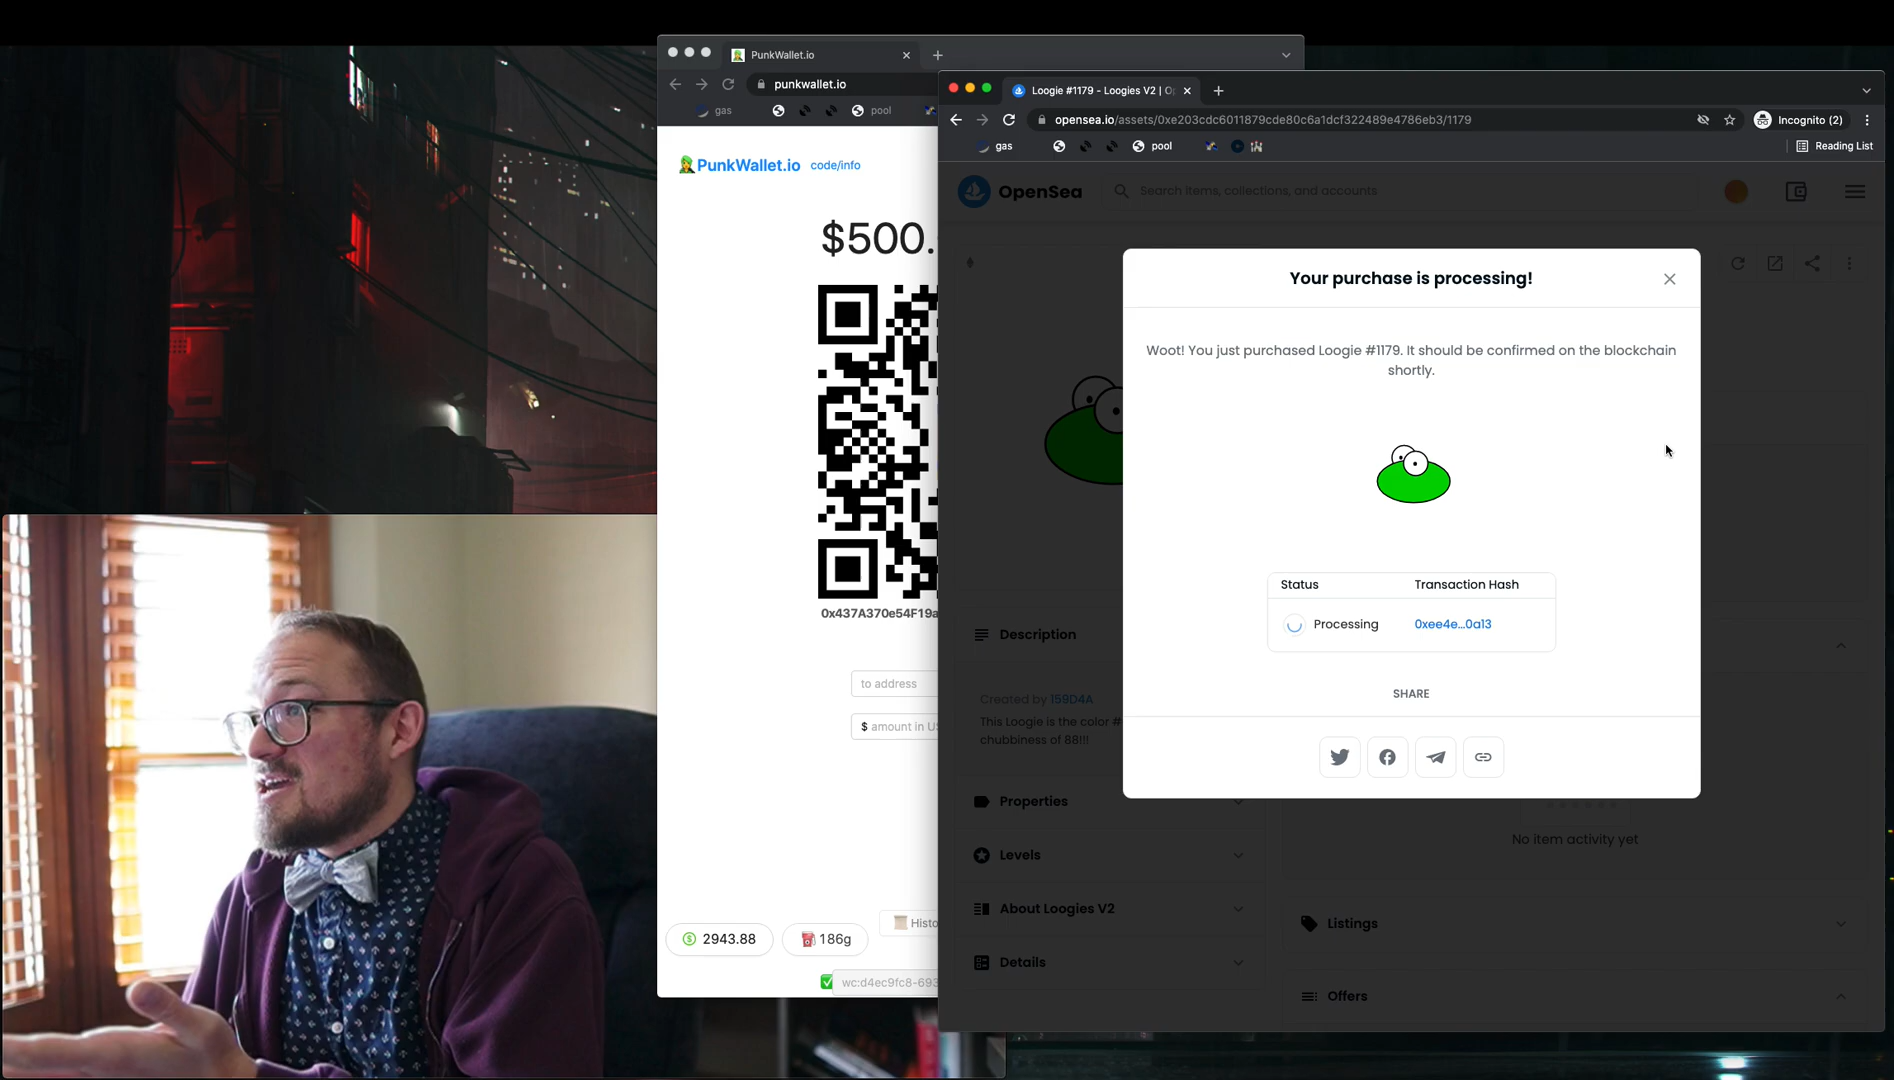 PunkWallet.io
punkwallet.io
gas
pool
PunkWallet.io code/info
$500.
0x437A370e54F19a
to address
$ amount in US
2943.88
186g
Histo
wc:d4ec9fc8-693
Loogie #1179 - Loogies V2 | O
opensea.io/assets/0xe203cdc6011879cde80c6a1dcf322489e4786eb3/1179
Incognito (2)
gas
pool
Reading List
OpenSea
Search items, collections, and accounts
Your purchase is processing!
Woot! You just purchased Loogie #1179. It should be confirmed on the blockchain
shortly.
Status Transaction Hash
Processing 0xee4e...0a13
SHARE
Description
Created by 159D4A
This Loogie is the color #
chubbiness of 88!!!
Properties
Levels
About Loogies V2
Details
No item activity yet
Listings
Offers